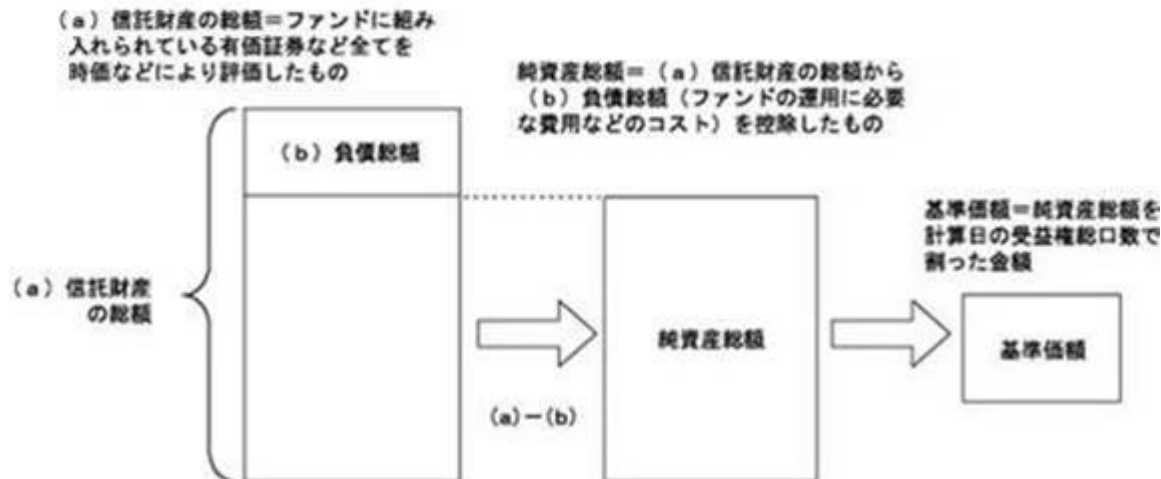 (a)信託財産の総額=ファンドに組み
入れられている有価証券など全てを
時価などにより評価したもの
純資産総額=(a)信託財産の総額から
(b)負債総額(ファンドの運用に必要
な費用などのコスト)を控除したもの
(b)負債総額
基準価額=純資産総額を
計算日の受益権総口数で
割った金額
(a)信託財産
の総額
純資産総額
基準価額
(a)-(b)